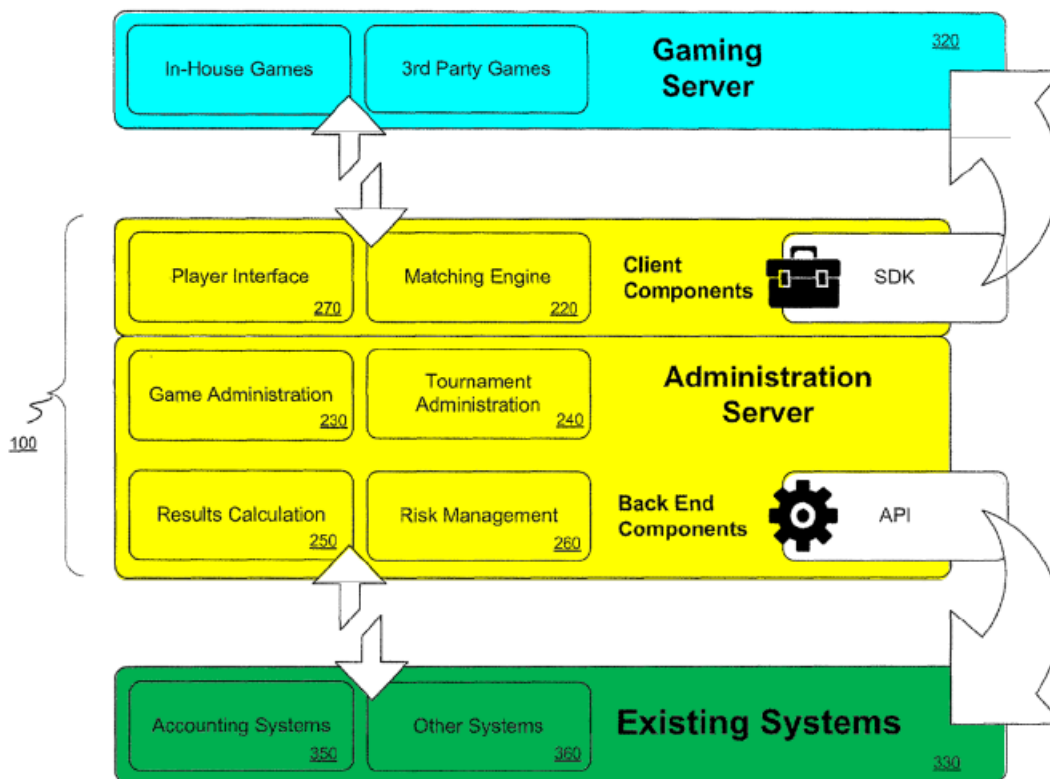 In-House Games
3rd Party Games
Gaming
Server
320
Player Interface
270
Matching Engine
220
Client
Components
SDK
Game Administration
230
Tournament
Administration
240
Administration
Server
100
Results Calculation
250
Risk Management
260
Back End
Components
API
Accounting Systems
350
Other Systems
360
Existing Systems
330